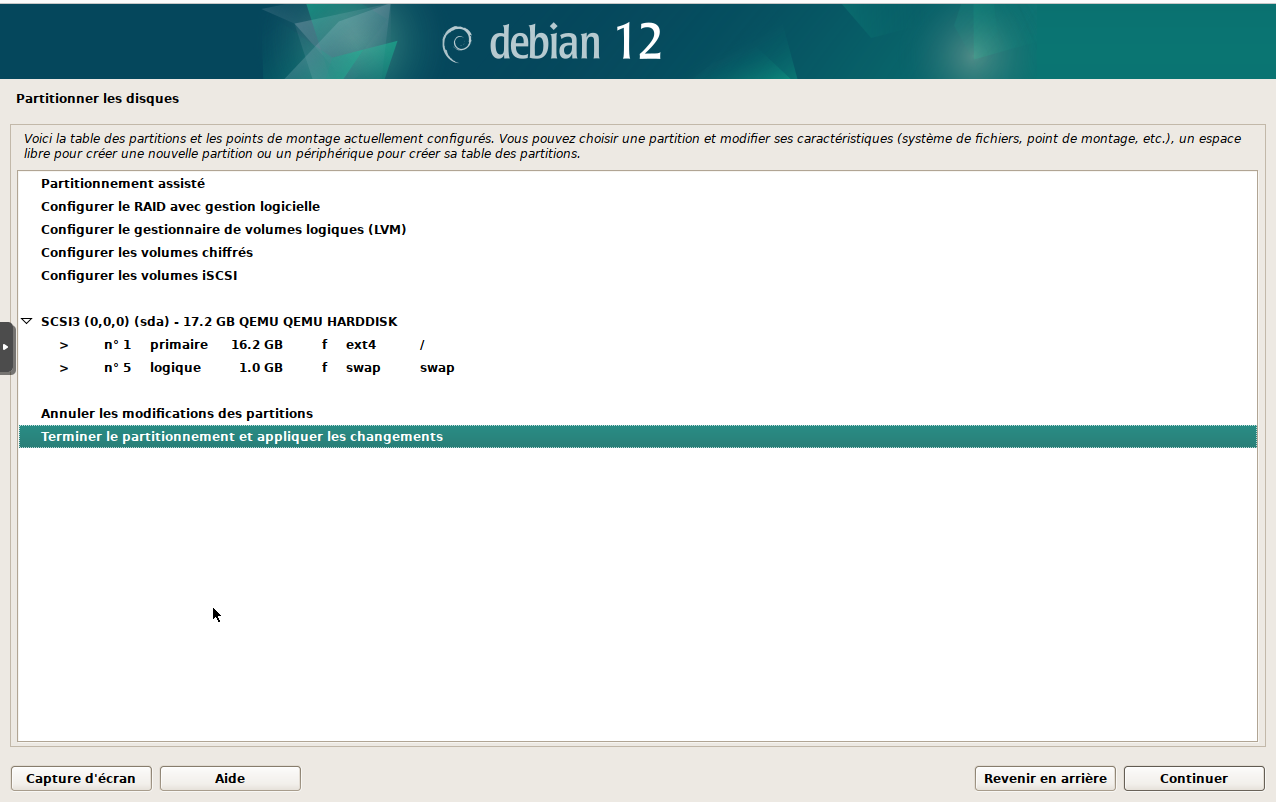 debian 12
Partitionner les disques
Voici la table des partitions et les points de montage actuellement configurés. Vous pouvez choisir une partition et modifier ses caractéristiques (système de fichiers, point de montage, etc.), un espace
libre pour créer une nouvelle partition ou un périphérique pour créer sa table des partitions.
Partitionnement assisté
Configurer le RAID avec gestion logicielle
Configurer le gestionnaire de volumes logiques (LVM)
Configurer les volumes chiffrés
Configurer les volumes iSCSI
SCSI3 (0,0,0) (sda) - 17.2 GB QEMU QEMU HARDDISK
> n° 1 primaire 16.2 GB f ext4 /
> n° 5 logique 1.0 GB f swap swap
Annuler les modifications des partitions
Terminer le partitionnement et appliquer les changements
Capture d'écran Aide Revenir en arrière Continuer